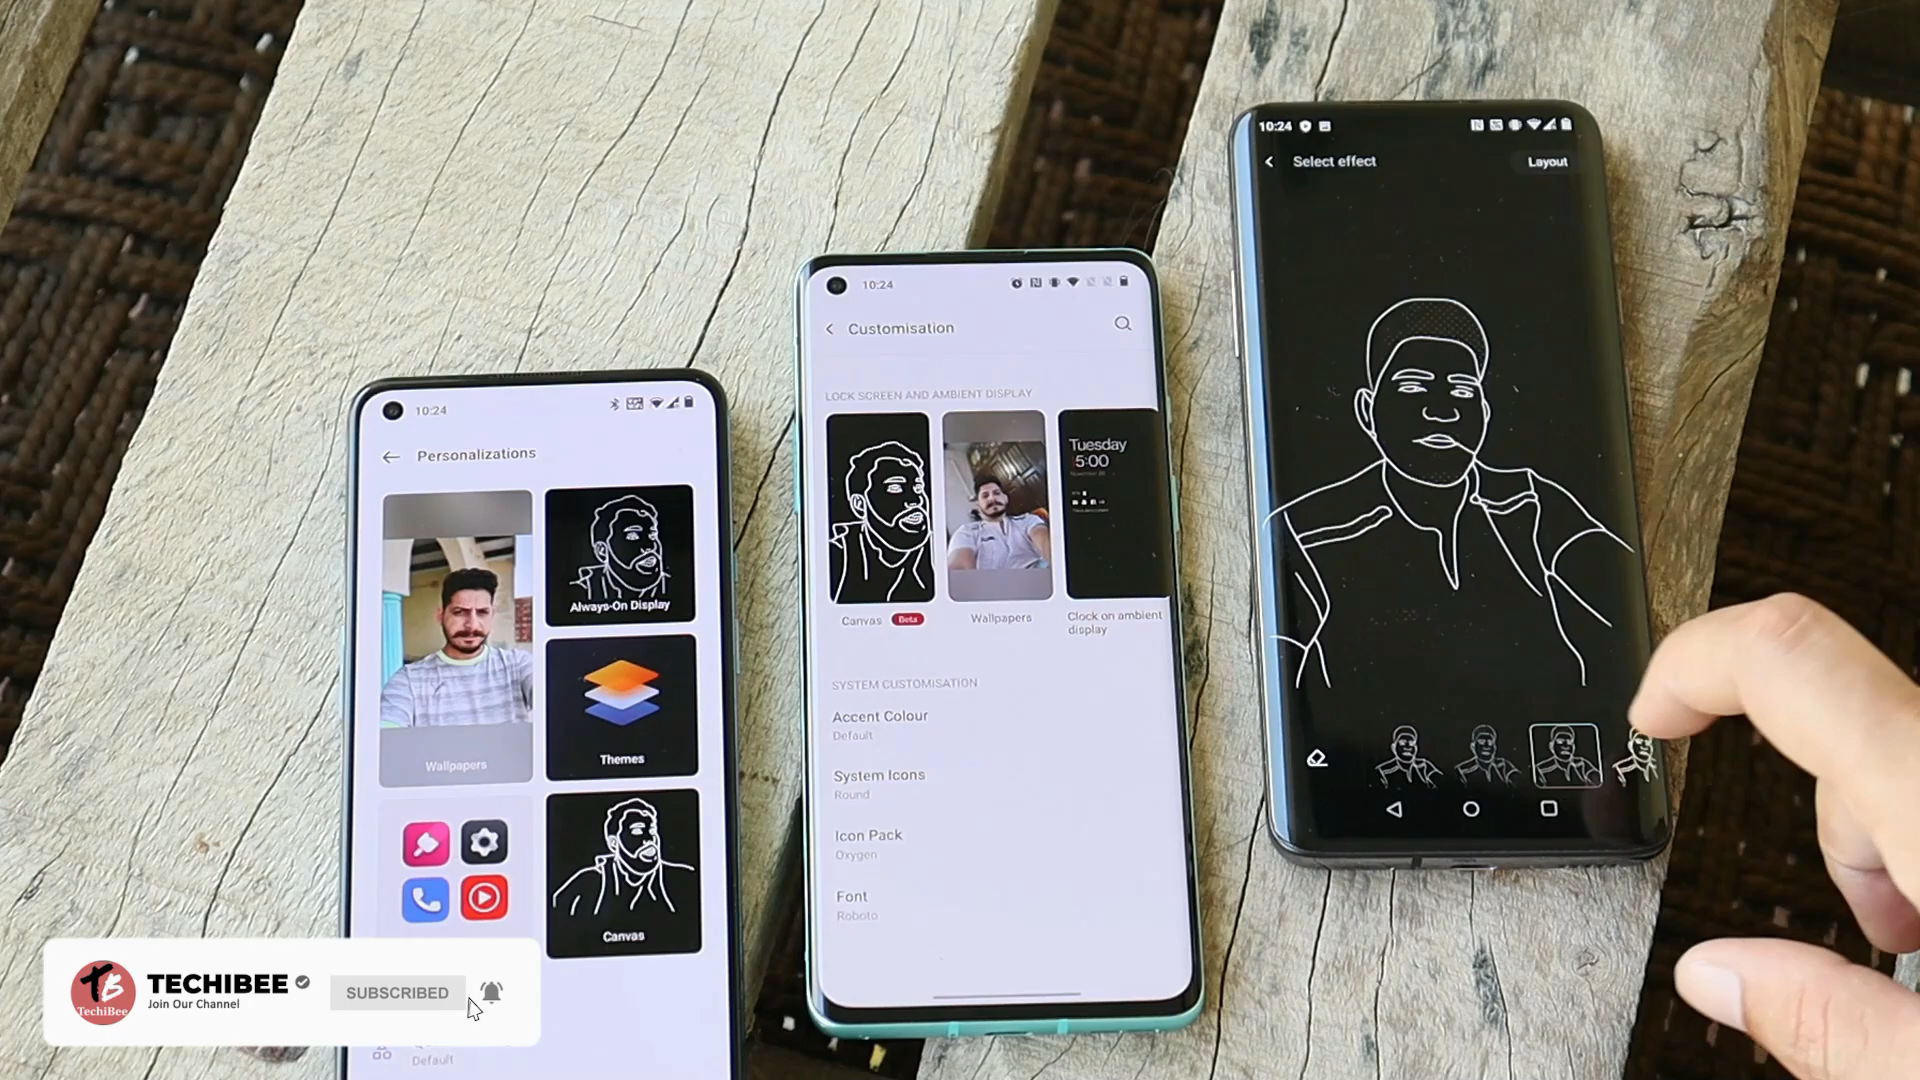 10:24
Personalizations
Wallpapers
Always-On Display
Themes
Canvas
Default
10:24
Customisation
LOCK SCREEN AND AMBIENT DISPLAY
Tuesday
15:00
Canvas
Beta
Wallpapers
Clock on ambient
display
SYSTEM CUSTOMISATION
Accent Colour
Default
System Icons
Round
Icon Pack
Oxygen
Font
Roboto
10:24
Select effect
Layout
TB
TechiBee
TECHIBEE
Join Our Channel
SUBSCRIBED